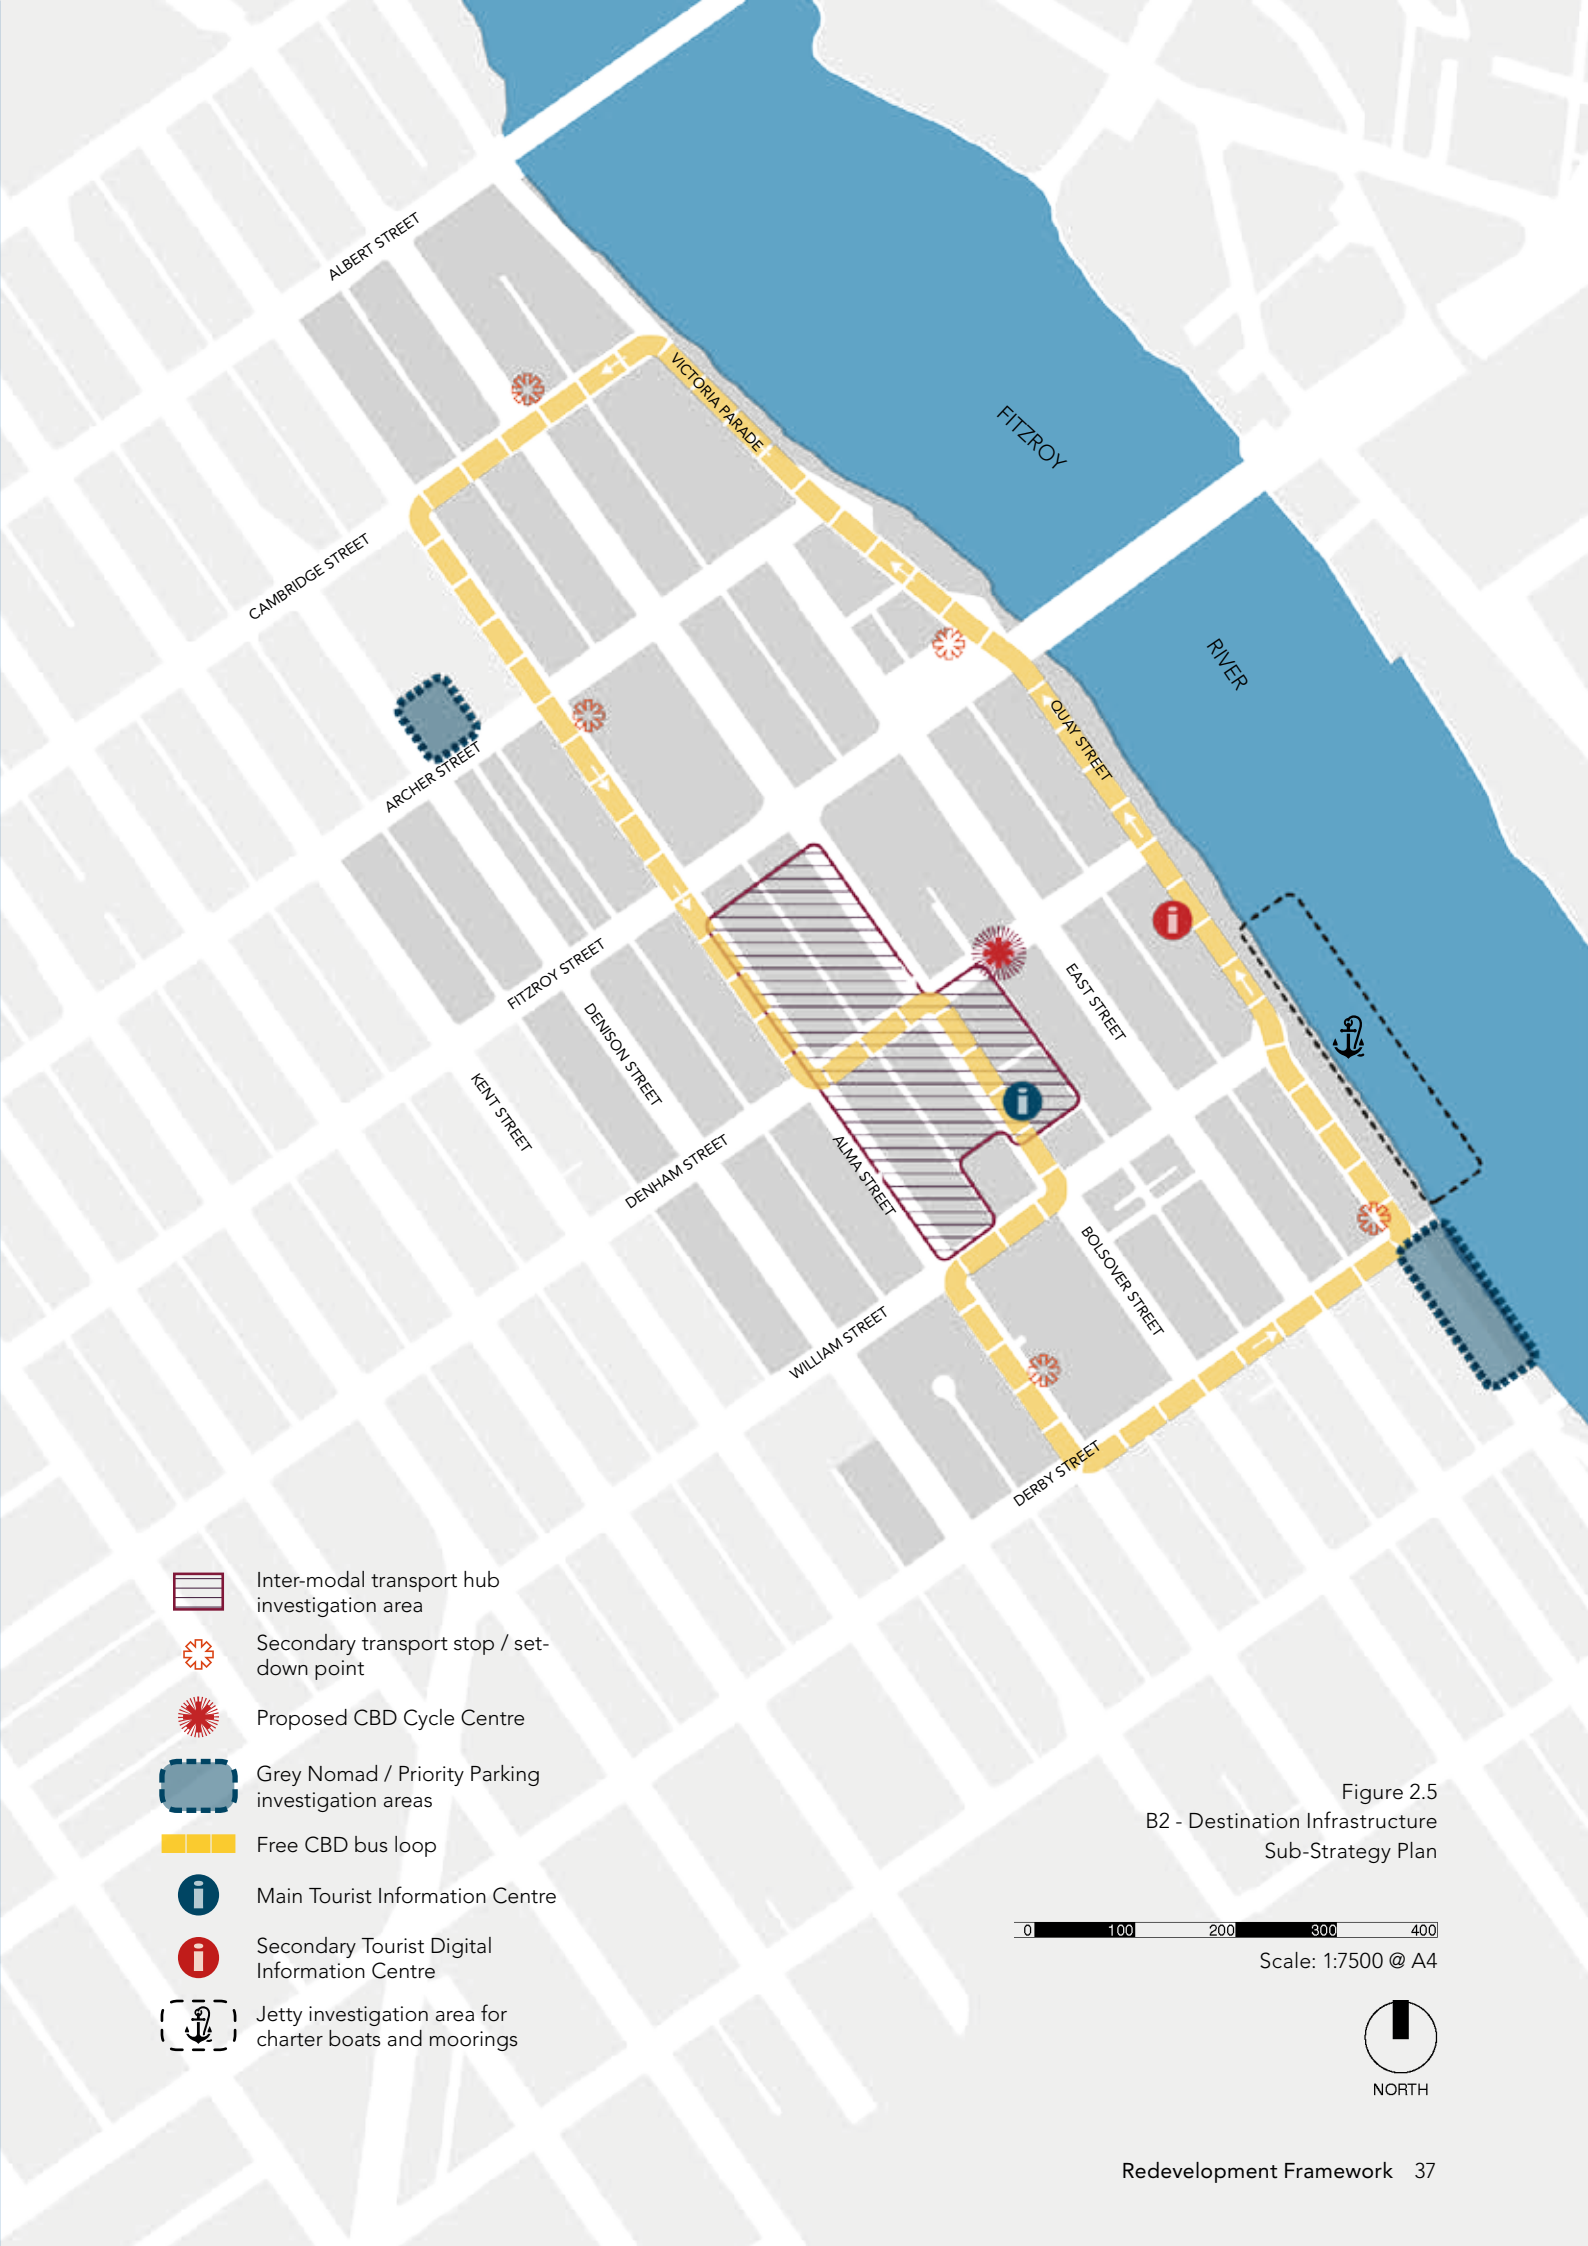 ALBERT STREET
VICTORIA PARADE
FITZROY
CAMBRIDGE STREET
RIVER
QUAY STREET
ARCHER STREET
FITZROY STREET
EAST STREET
DENISON STREET
KENT STREET
DENHAM STREET
ALMA STREET
BOLSOVER STREET
WILLIAM STREET
DERBY STREET
Inter-modal transport hub
investigation area
Secondary transport stop / set-
down point
Proposed CBD Cycle Centre
Grey Nomad / Priority Parking
investigation areas
Free CBD bus loop
Main Tourist Information Centre
Secondary Tourist Digital
Information Centre
Jetty investigation area for
charter boats and moorings
Figure 2.5
B2 - Destination Infrastructure
Sub-Strategy Plan
0 100 200 300 400
Scale: 1:7500 @ A4
NORTH
Redevelopment Framework 37